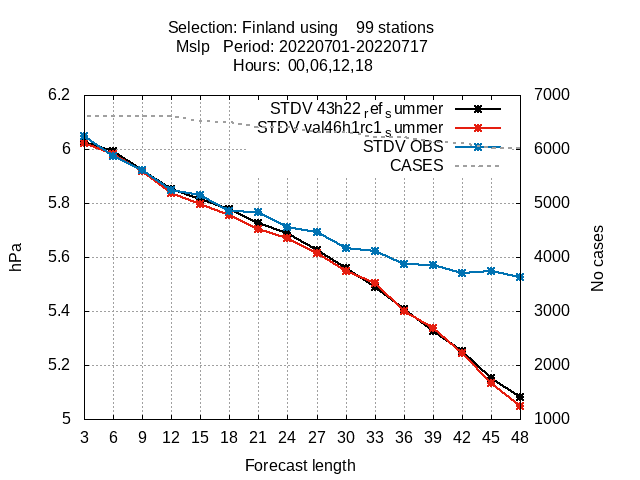 Selection: Finland using    99 stations
Mslp   Period: 20220701-20220717
Hours:  00,06,12,18
6.2
6
5.8
5.6
5.4
5.2
5
7000
6000
5000
4000
3000
2000
1000
STDV 43h22_ref_summer
STDV val46h1rc1_summer
STDV OBS
CASES
hPa
No cases
3 6 9 12 15 18 21 24 27 30 33 36 39 42 45 48
Forecast length